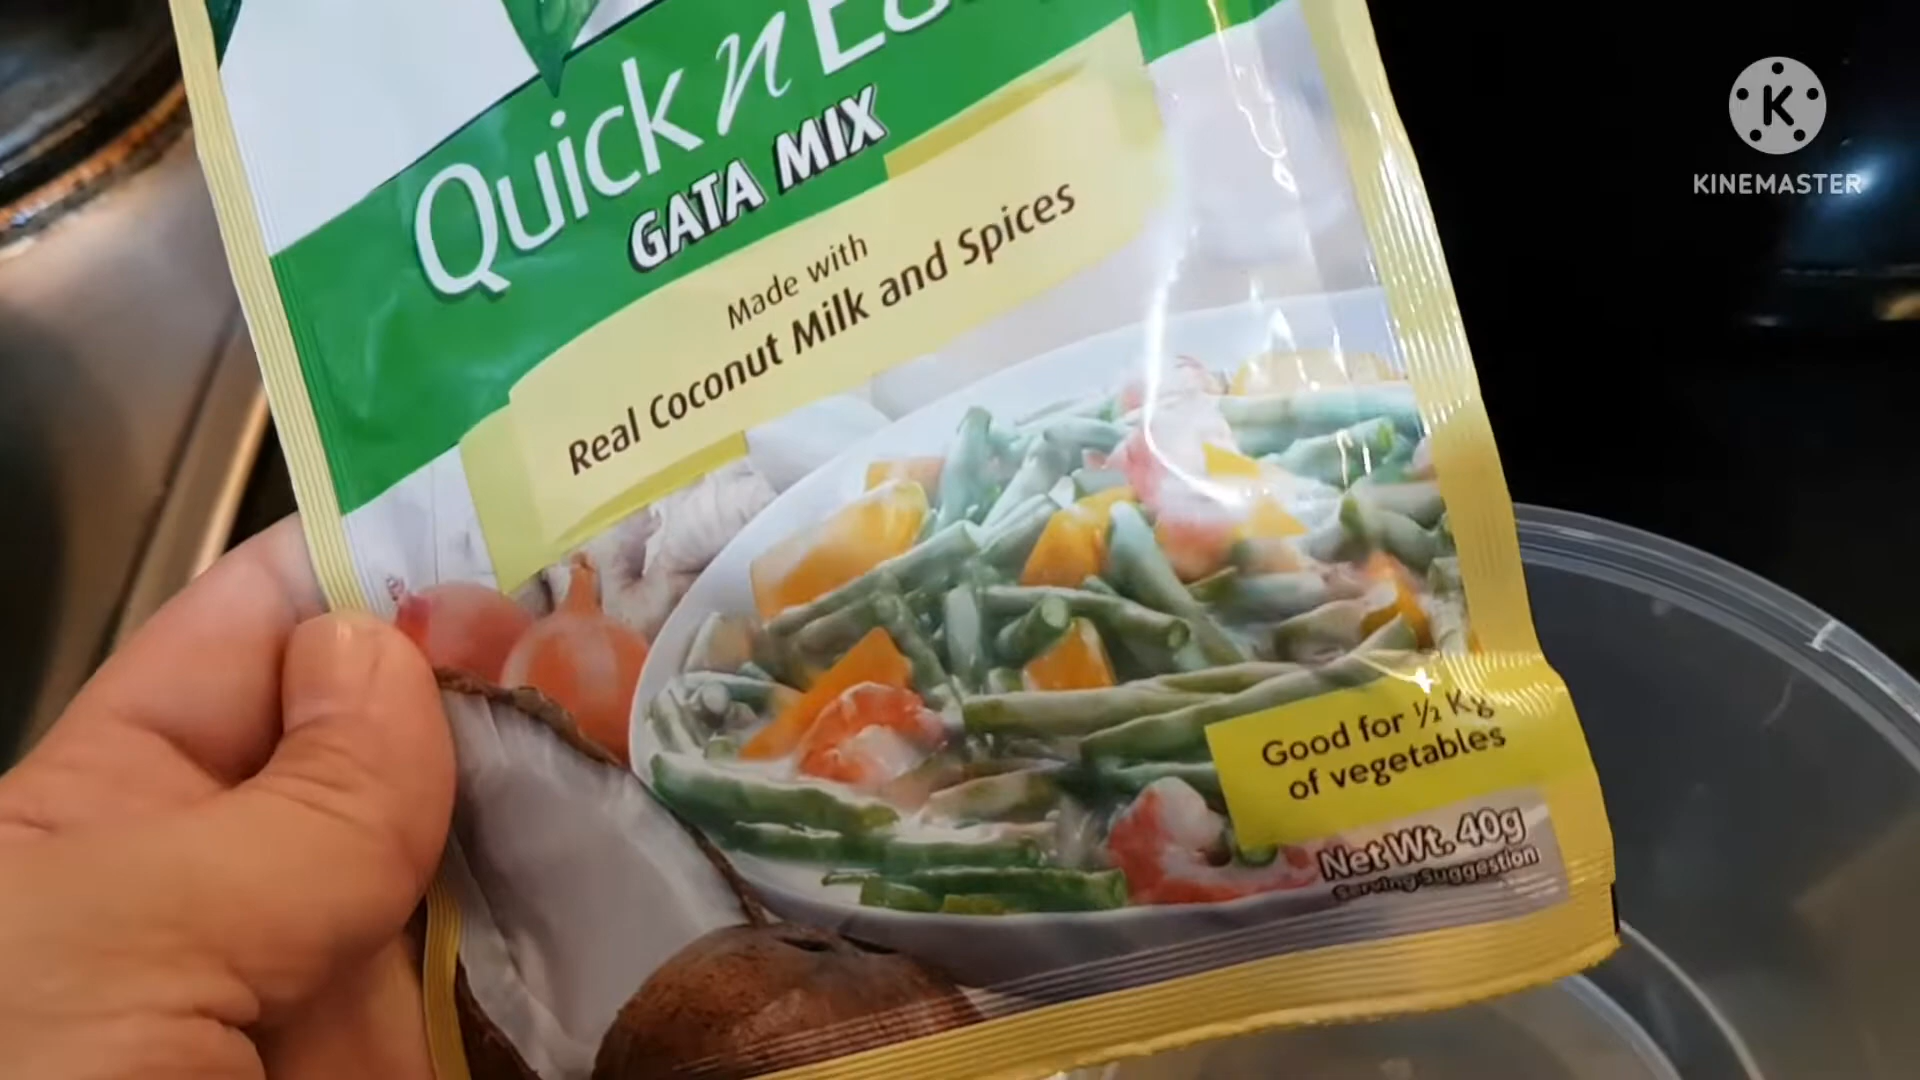 Quick n
GATA MIX
Made with
Real Coconut Milk and Spices
Good for ½ Kg
of vegetables
Net Wt. 40g
Serving Suggestion
K
KINEMASTER